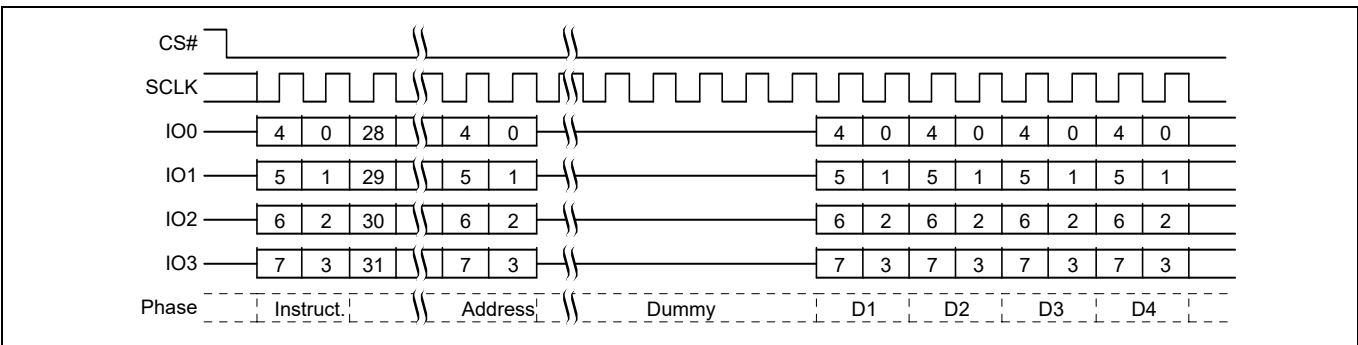 CS#
SCLK
IO0 4 0 28 4 0 4 0 4 0 4 0 4 0
IO1 5 1 29 5 1 5 1 5 1 5 1 5 1
IO2 6 2 30 6 2 6 2 6 2 6 2 6 2
IO3 7 3 31 7 3 7 3 7 3 7 3 7 3
Phase Instruct. Address Dummy D1 D2 D3 D4